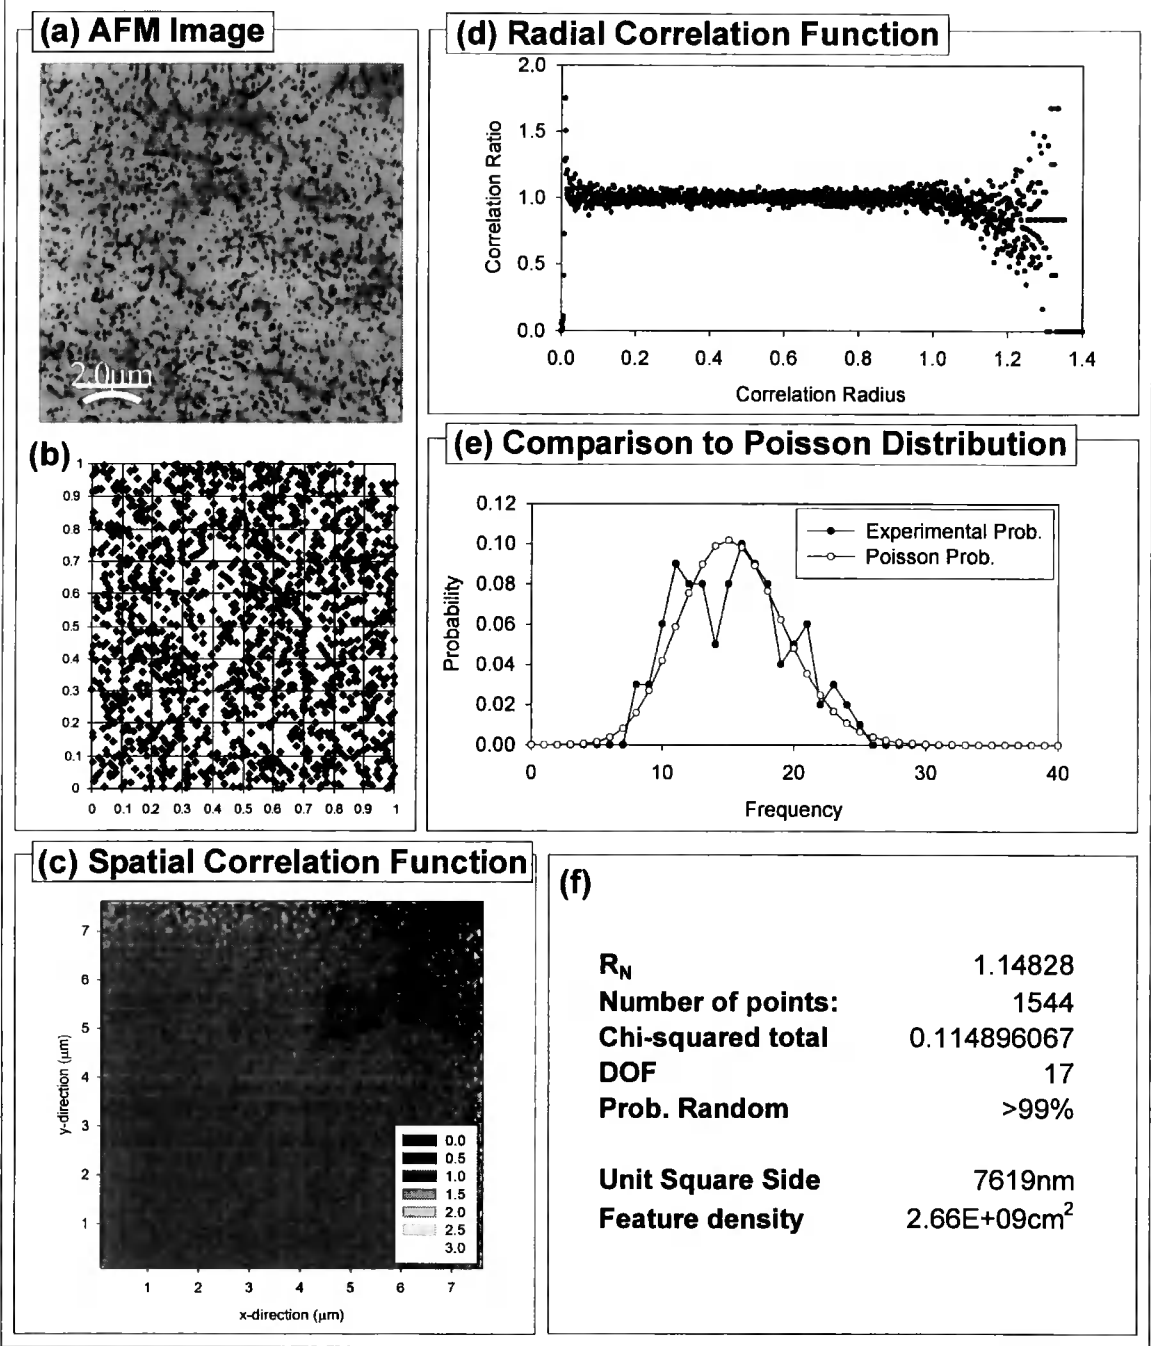 (a) AFM Image
2.0µm
(b)
1
0.9
0.8
0.7
0.6
0.5
0.4
0.3
0.2
0.1
0
0 0.1 0.2 0.3 0.4 0.5 0.6 0.7 0.8 0.9 1
(c) Spatial Correlation Function
y-direction (µm)
7
6
5
4
3
2
1
0.0
0.5
1.0
1.5
2.0
2.5
3.0
1 2 3 4 5 6 7
x-direction (µm)
(d) Radial Correlation Function
Correlation Ratio
2.0
1.5
1.0
0.5
0.0
0.0 0.2 0.4 0.6 0.8 1.0 1.2 1.4
Correlation Radius
(e) Comparison to Poisson Distribution
Probability
0.12
0.10
0.08
0.06
0.04
0.02
0.00
Experimental Prob.
Poisson Prob.
0 10 20 30 40
Frequency
(f)
R_N 1.14828
Number of points: 1544
Chi-squared total 0.114896067
DOF 17
Prob. Random >99%
Unit Square Side 7619nm
Feature density 2.66E+09cm²